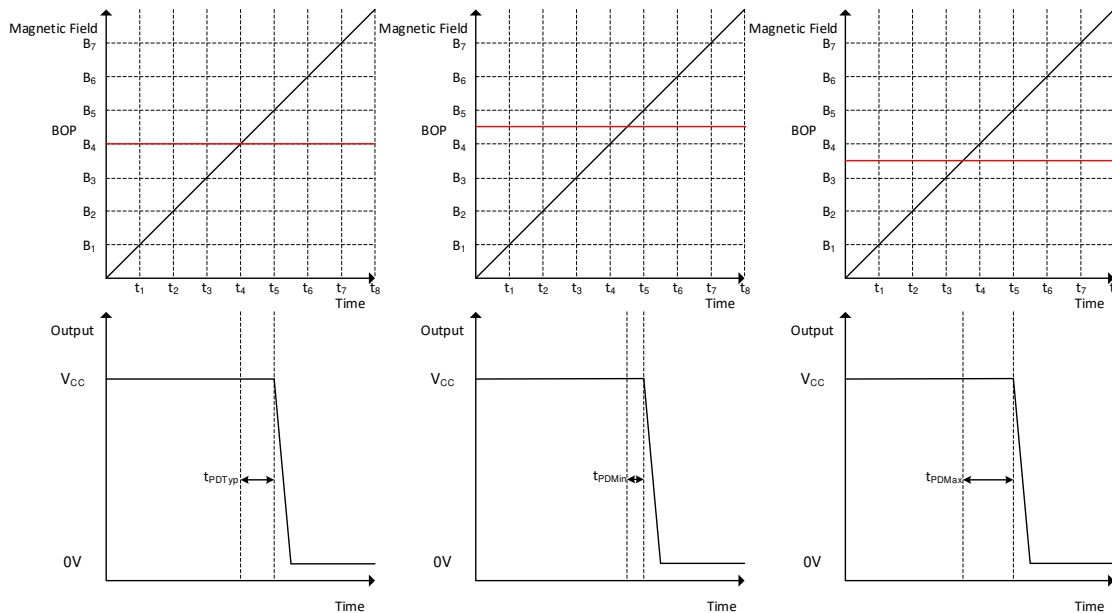 Magnetic Field
B₇
B₆
B₅
BOP
B₄
B₃
B₂
B₁
t₁ t₂ t₃ t₄ t₅ t₆ t₇ t₈
Time
Output
VCC
tPDTyp
0V
Time
Magnetic Field
B₇
B₆
B₅
BOP
B₄
B₃
B₂
B₁
t₁ t₂ t₃ t₄ t₅ t₆ t₇ t₈
Time
Output
VCC
tPDMin
0V
Time
Magnetic Field
B₇
B₆
B₅
BOP
B₄
B₃
B₂
B₁
t₁ t₂ t₃ t₄ t₅ t₆ t₇
Time
Output
VCC
tPDMax
0V
Time